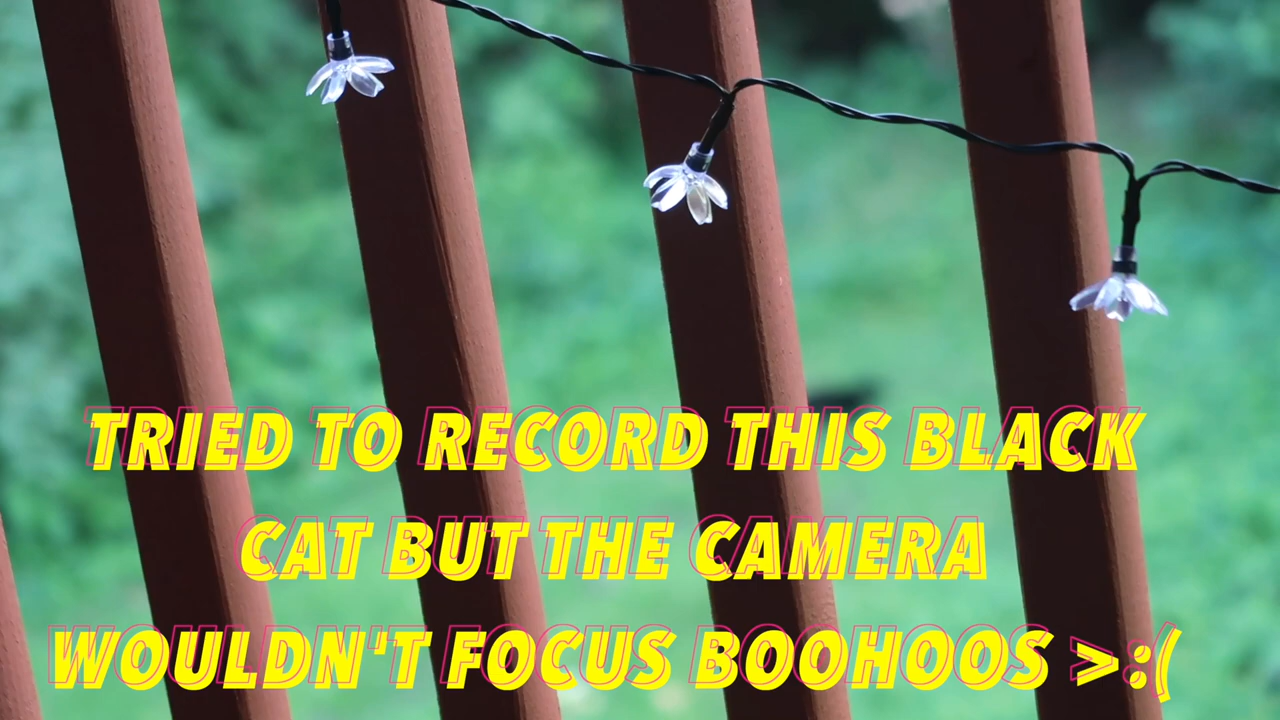 TRIED TO RECORD THIS BLACK
CAT BUT THE CAMERA
WOULDN'T FOCUS BOOHOOS >:(